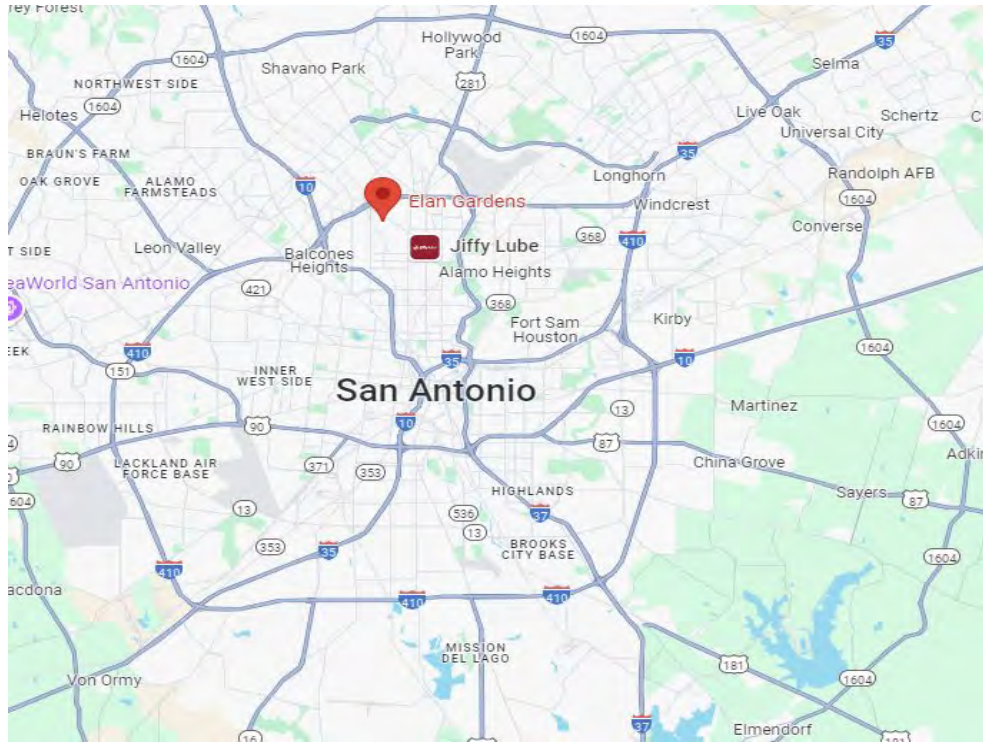 rey Forest
Hollywood
Park
1604
35
1604
Shavano Park
Selma
281
NORTHWEST SIDE
1604
Helotes
Live Oak
Schertz
C
Universal City
BRAUN'S FARM
35
OAK GROVE
ALAMO
FARMSTEADS
10
Longhorn
Randolph AFB
Elan Gardens
Windcrest
1604
Converse
T SIDE
Leon Valley
Balcones
Heights
Jiffy Lube
368
410
Alamo Heights
eaWorld San Antonio
421
368
Fort Sam
Houston
Kirby
EEK
410
1604
151
35
10
INNER
WEST SIDE
San Antonio
13
Martinez
RAINBOW HILLS
90
10
1604
87
90
LACKLAND AIR
FORCE BASE
371
353
China Grove
Adki
604
HIGHLANDS
Sayers
87
13
536
37
353
13
35
BROOKS
CITY BASE
1604
410
acdona
410
410
MISSION
DEL LAGO
181
Von Ormy
1604
37
Elmendorf
16
181